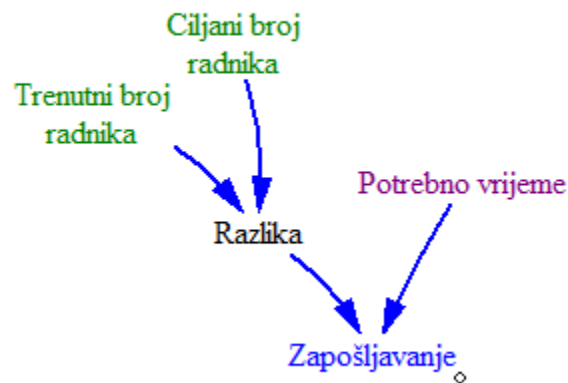 Ciljani broj
radnika
Trenutni broj
radnika
Potrebno vrijeme
Razlika
Zapošljavanje